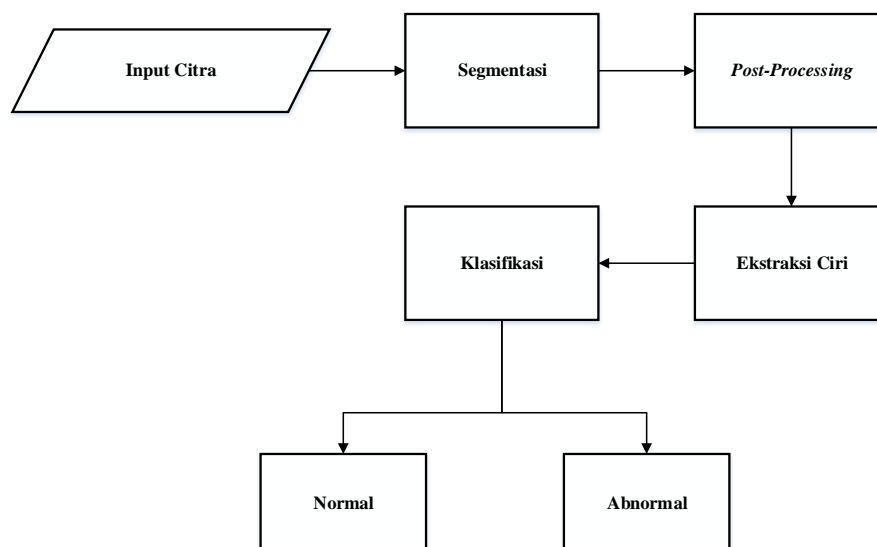 Input Citra
Segmentasi
Post-Processing
Klasifikasi
Ekstraksi Ciri
Normal
Abnormal